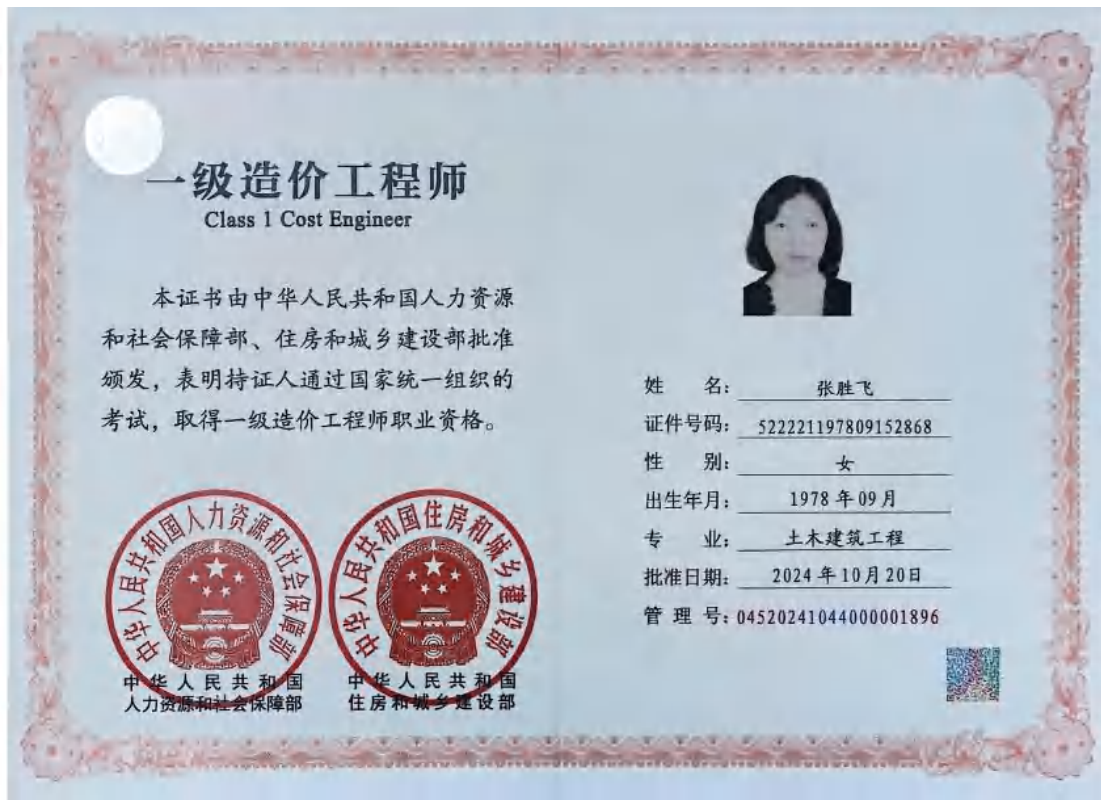 一级造价工程师
Class 1 Cost Engineer
本证书由中华人民共和国人力资源
和社会保障部、住房和城乡建设部批准
颁发，表明持证人通过国家统一组织的
考试，取得一级造价工程师职业资格。
中华人民共和国人力资源和社会保障部
中华人民共和国住房和城乡建设部
中华人民共和国
人力资源和社会保障部
中华人民共和国
住房和城乡建设部
姓 名： 张胜飞
证件号码： 522221197809152868
性 别： 女
出生年月： 1978年09月
专 业： 土木建筑工程
批准日期： 2024年10月20日
管 理 号：04520241044000001896